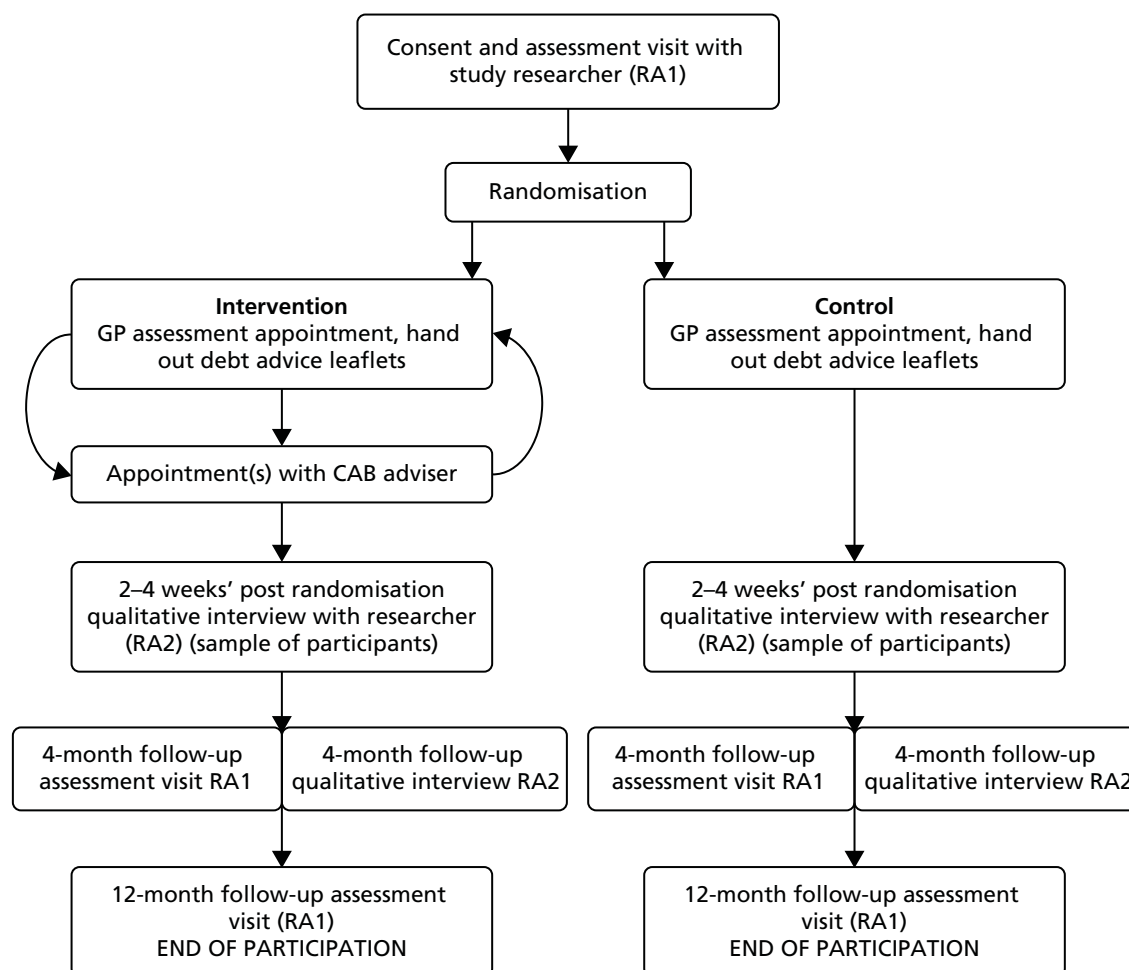 Consent and assessment visit with
study researcher (RA1)
Randomisation
Intervention
GP assessment appointment, hand
out debt advice leaflets
Control
GP assessment appointment, hand
out debt advice leaflets
Appointment(s) with CAB adviser
2–4 weeks’ post randomisation
qualitative interview with researcher
(RA2) (sample of participants)
2–4 weeks’ post randomisation
qualitative interview with researcher
(RA2) (sample of participants)
4-month follow-up
assessment visit RA1
4-month follow-up
qualitative interview RA2
4-month follow-up
assessment visit RA1
4-month follow-up
qualitative interview RA2
12-month follow-up assessment
visit (RA1)
END OF PARTICIPATION
12-month follow-up assessment
visit (RA1)
END OF PARTICIPATION